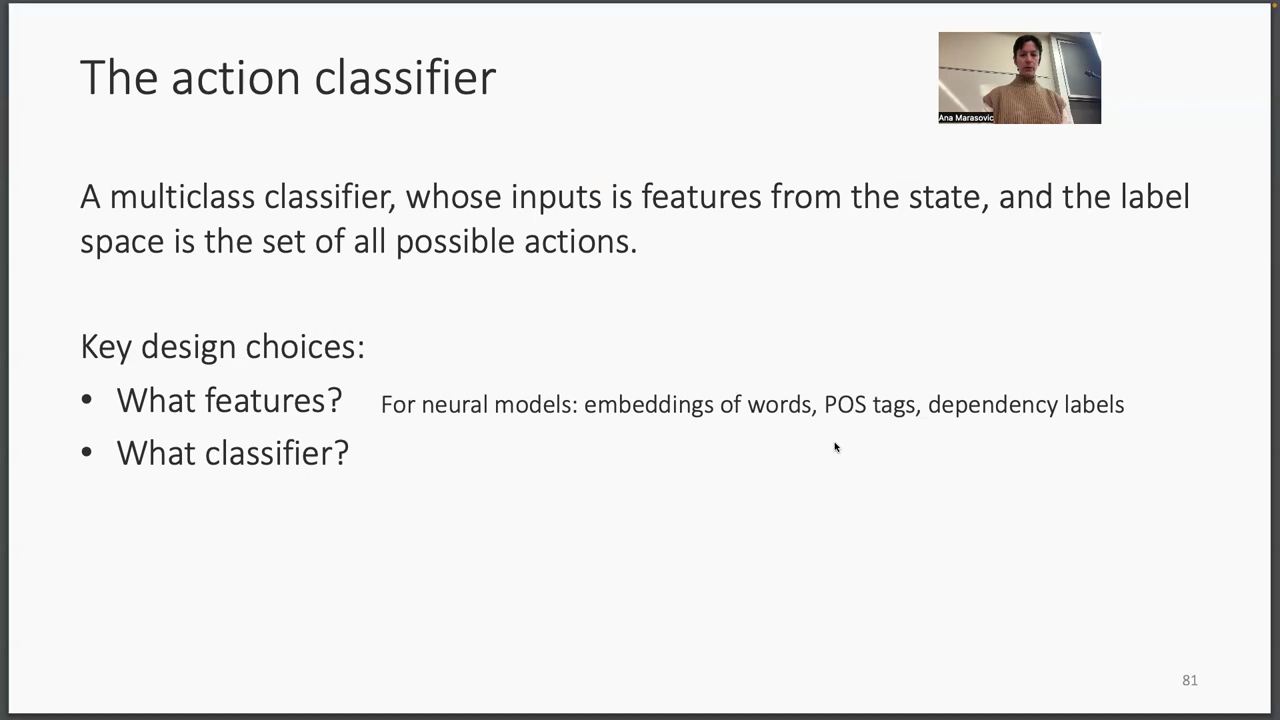 The action classifier
Ana Marasovic
A multiclass classifier, whose inputs is features from the state, and the label
space is the set of all possible actions.
Key design choices:
• What features? For neural models: embeddings of words, POS tags, dependency labels
• What classifier?
81